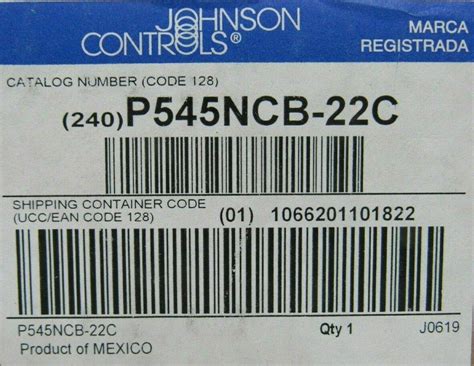 JOHNSON
CONTROLS®
MARCA
REGISTRADA
CATALOG NUMBER (CODE 128)
(240)P545NCB-22C
SHIPPING CONTAINER CODE
(UCC/EAN CODE 128)
(01) 1066201101822
P545NCB-22C
Qty 1
J0619
Product of MEXICO